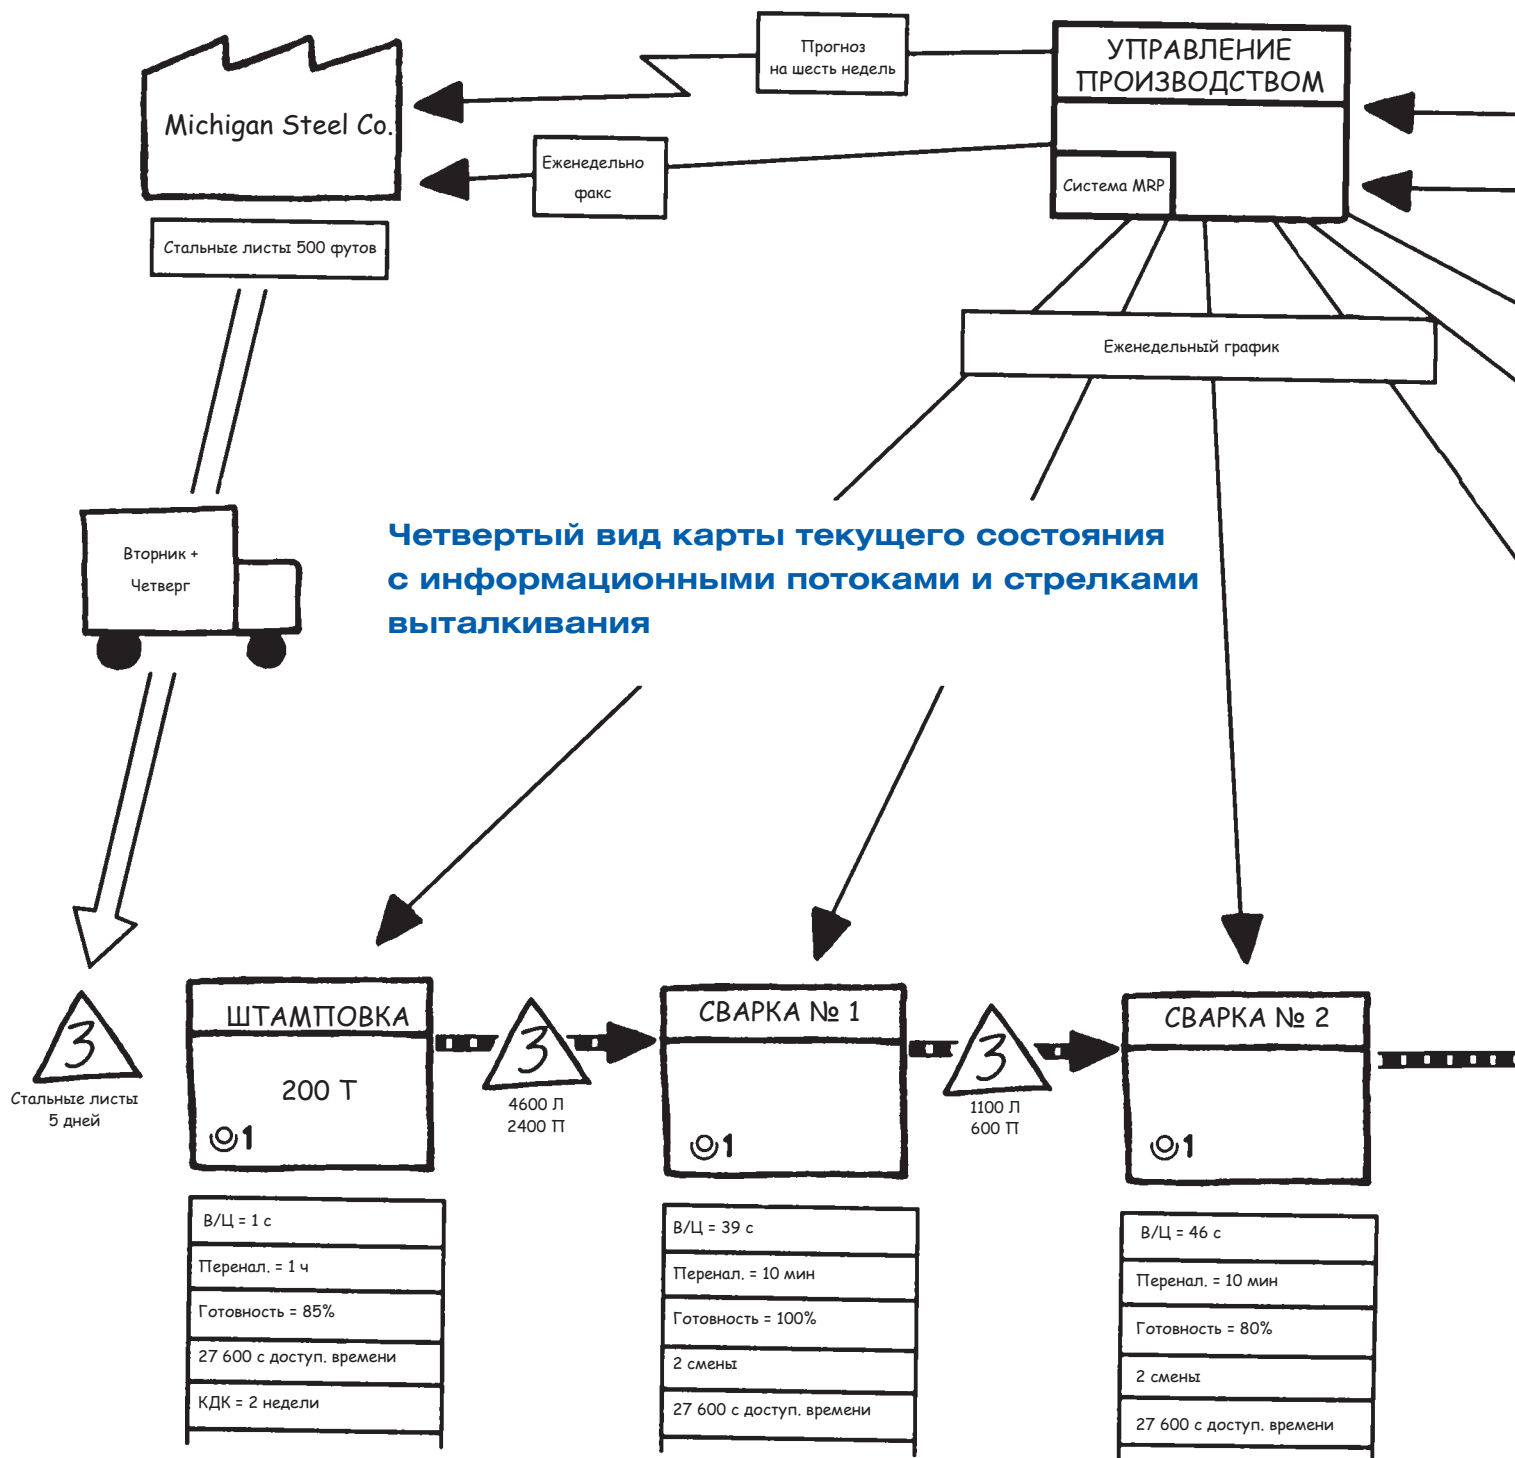 Прогноз
на шесть недель
УПРАВЛЕНИЕ
ПРОИЗВОДСТВОМ
Michigan Steel Co.
Еженедельно
факс
Система MRP
Стальные листы 500 футов
Еженедельный график
Вторник +
Четверг
Четвертый вид карты текущего состояния
с информационными потоками и стрелками
выталкивания
З
Стальные листы
5 дней
ШТАМПОВКА
200 Т
1
З
4600 Л
2400 П
СВАРКА № 1
1
З
1100 Л
600 П
СВАРКА № 2
1
В/Ц = 1 с
Перенал. = 1 ч
Готовность = 85%
27 600 с доступ. времени
КДК = 2 недели
В/Ц = 39 с
Перенал. = 10 мин
Готовность = 100%
2 смены
27 600 с доступ. времени
В/Ц = 46 с
Перенал. = 10 мин
Готовность = 80%
2 смены
27 600 с доступ. времени